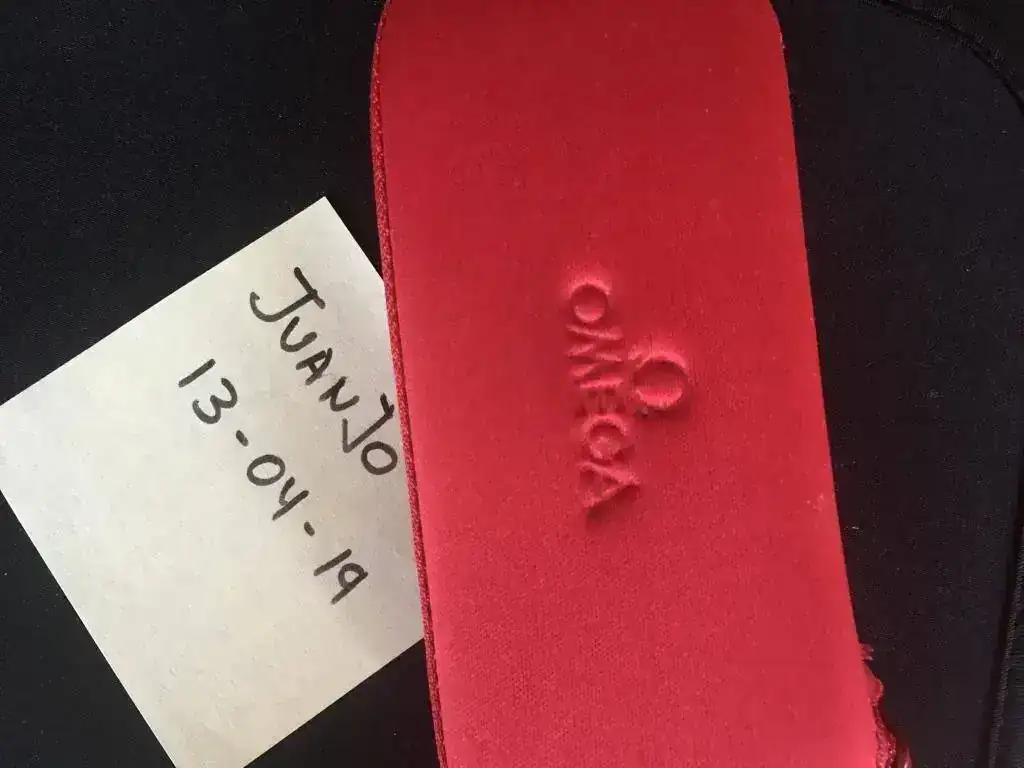 JUANJO
13-04-19
Ω
OMEGA